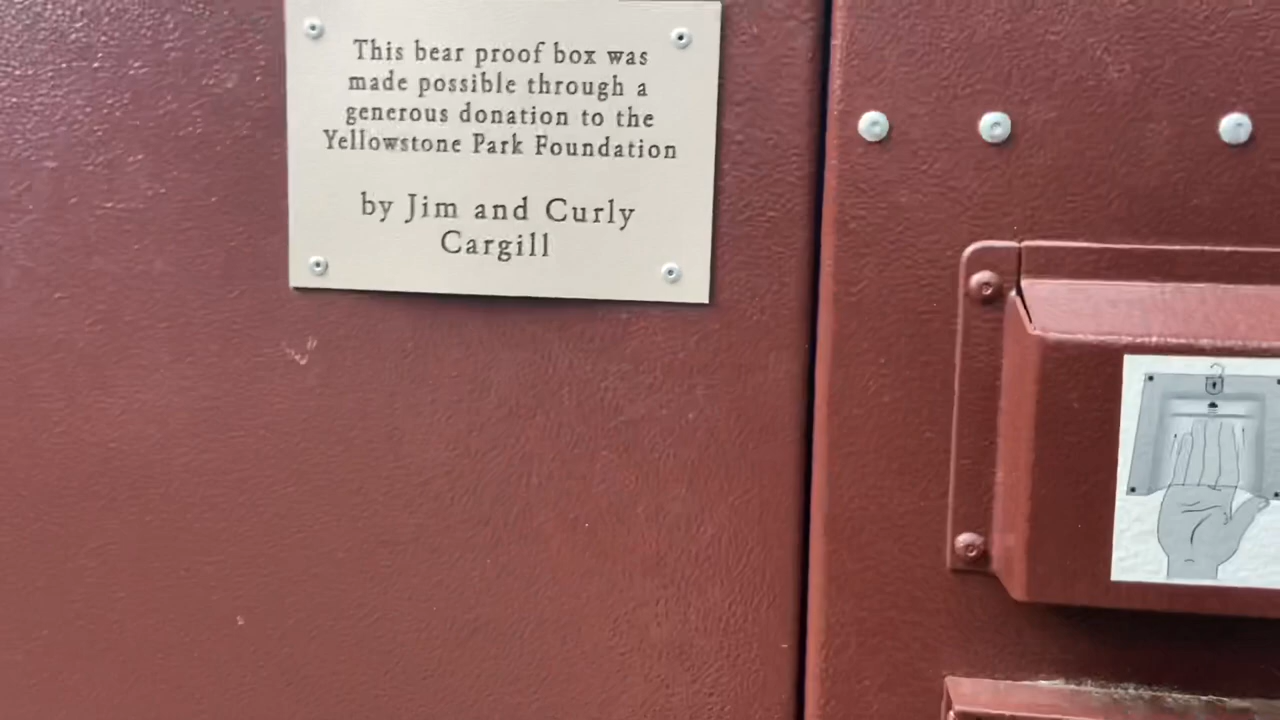 This bear proof box was
made possible through a
generous donation to the
Yellowstone Park Foundation
by Jim and Curly
Cargill